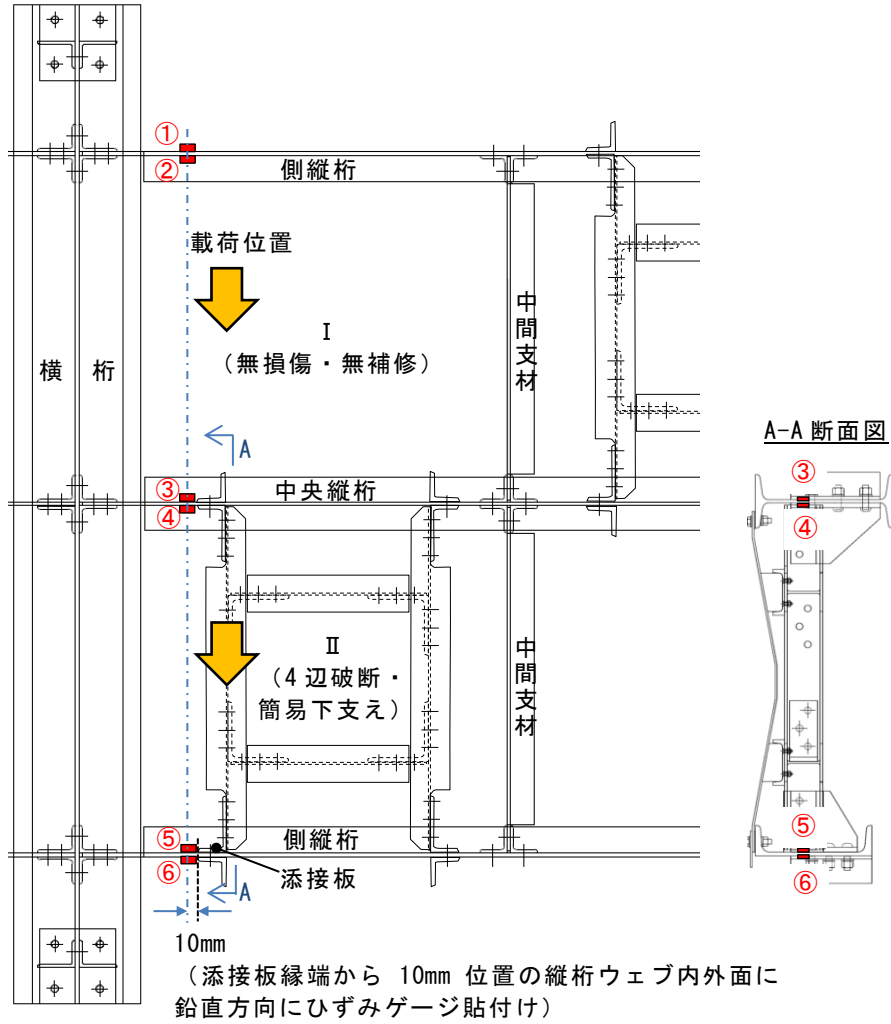 ①
②
側縦桁
載荷位置
Ⅰ
（無損傷・無補修）
中間支材
横桁
A
A-A 断面図
③
④
中央縦桁
③
④
Ⅱ
（4 辺破断・
簡易下支え）
中間支材
⑤
⑥
側縦桁
⑤
⑥
A
添接板
10mm
（添接板縁端から 10mm 位置の縦桁ウェブ内外面に
鉛直方向にひずみゲージ貼付け）